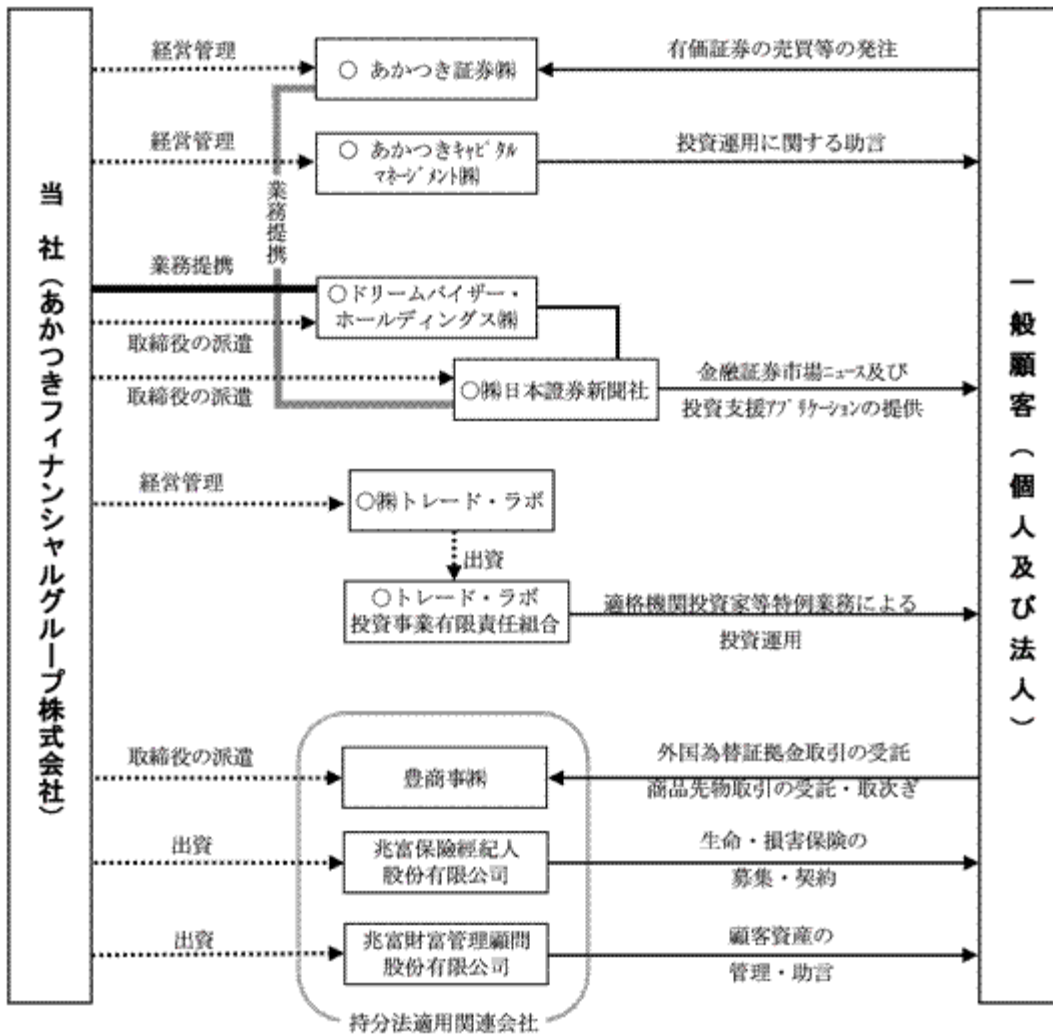 当社（あかつきフィナンシャルグループ株式会社）
経営管理
○ あかつき証券㈱
有価証券の売買等の発注
経営管理
○ あかつきｷｬﾋﾟﾀﾙ
ﾏﾈｰｼﾞﾒﾝﾄ㈱
投資運用に関する助言
業務提携
業務提携
○ドリームバイザー・
ホールディングス㈱
取締役の派遣
取締役の派遣
○㈱日本證券新聞社
金融証券市場ﾆｭｰｽ及び
投資支援ｱﾌﾟﾘｹｰｼｮﾝの提供
経営管理
○㈱トレード・ラボ
出資
○トレード・ラボ
投資事業有限責任組合
適格機関投資家等特例業務による
投資運用
取締役の派遣
豊商事㈱
外国為替証拠金取引の受託
商品先物取引の受託・取次ぎ
出資
兆富保險經紀人
股份有限公司
生命・損害保険の
募集・契約
出資
兆富財富管理顧問
股份有限公司
顧客資産の
管理・助言
持分法適用関連会社
一般顧客（個人及び法人）